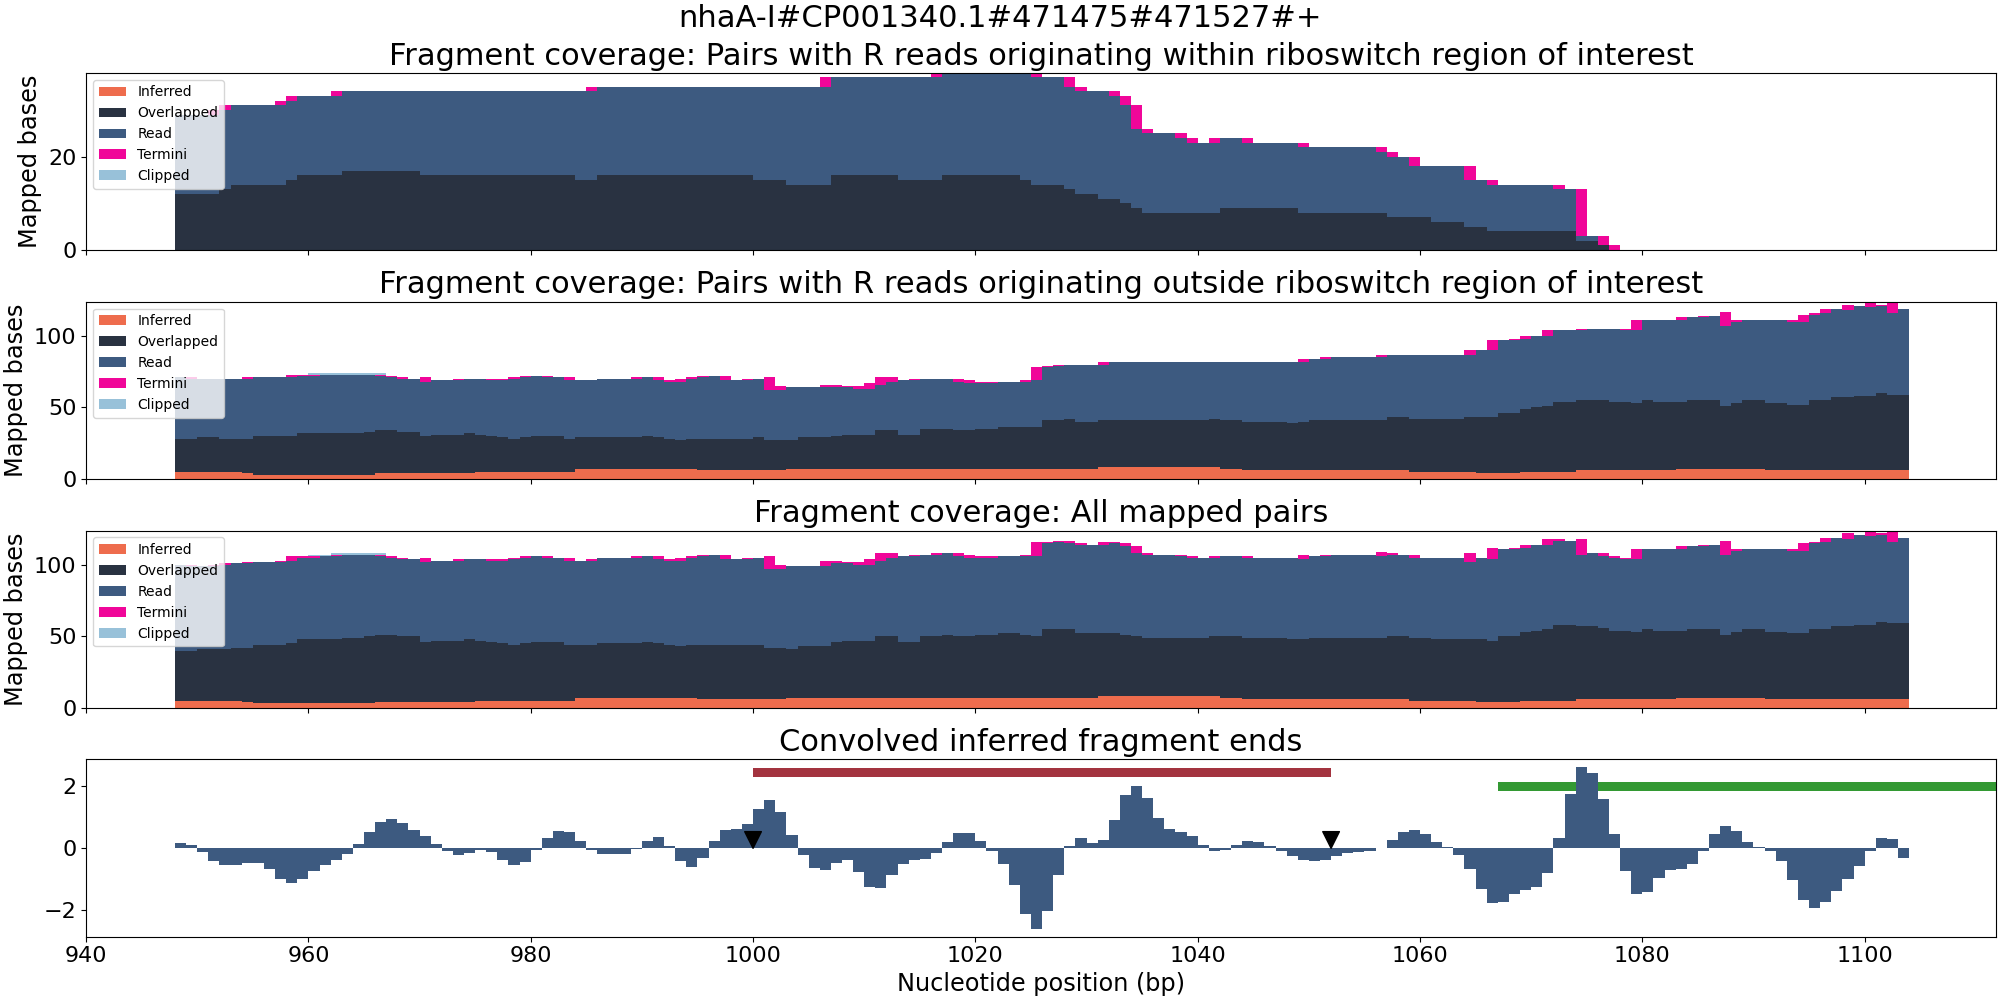 nhaA-I#CP001340.1#471475#471527#+
Fragment coverage: Pairs with R reads originating within riboswitch region of interest
Mapped bases
20
0
Inferred
Overlapped
Read
Termini
Clipped
Fragment coverage: Pairs with R reads originating outside riboswitch region of interest
Mapped bases
100
50
0
Inferred
Overlapped
Read
Termini
Clipped
Fragment coverage: All mapped pairs
Mapped bases
100
50
0
Inferred
Overlapped
Read
Termini
Clipped
Convolved inferred fragment ends
2
0
−2
940 960 980 1000 1020 1040 1060 1080 1100
Nucleotide position (bp)